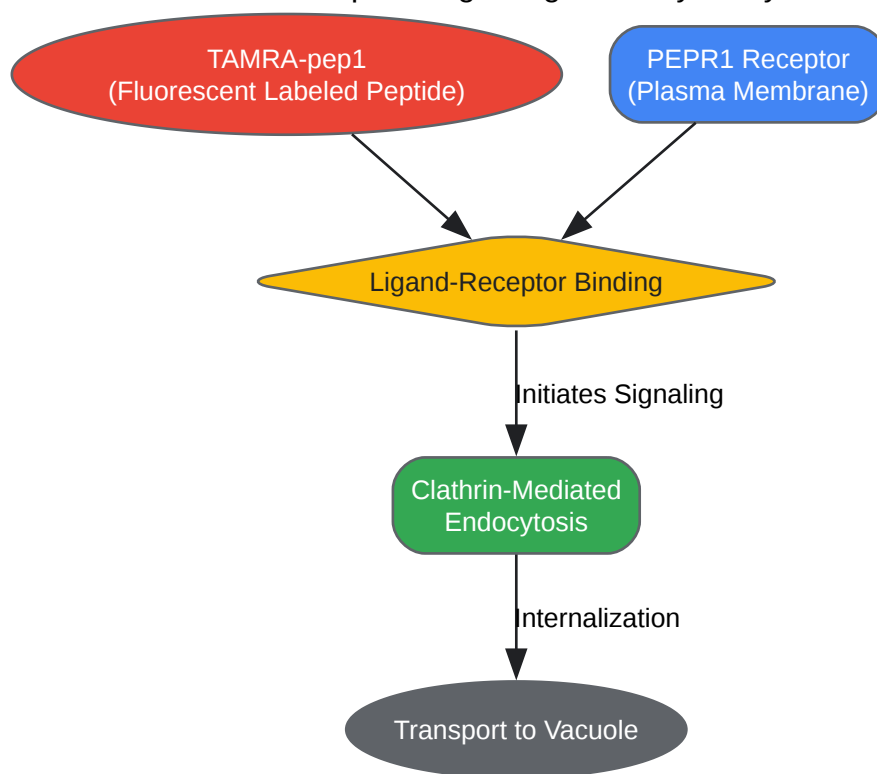 TAMRA-pep1
(Fluorescent Labeled Peptide)
PEPR1 Receptor
(Plasma Membrane)
Ligand-Receptor Binding
Initiates Signaling
Clathrin-Mediated
Endocytosis
Internalization
Transport to Vacuole